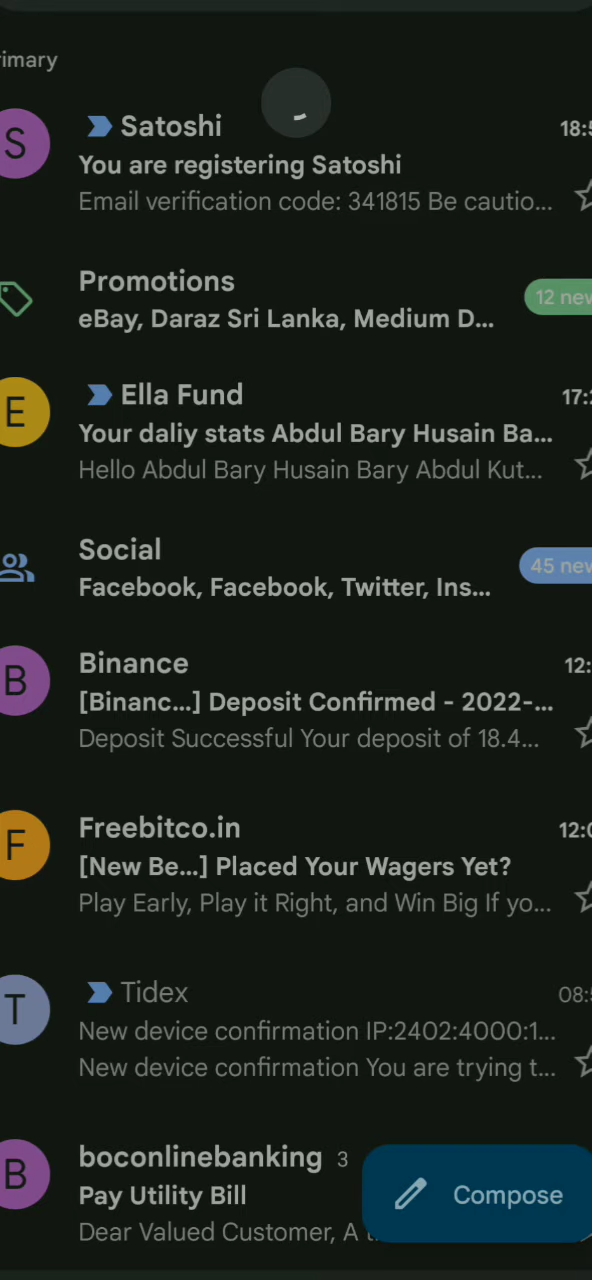 rimary
S
Satoshi
18:5
You are registering Satoshi
Email verification code: 341815 Be cautio...
Promotions
12 new
eBay, Daraz Sri Lanka, Medium D...
E
Ella Fund
17:2
Your daliy stats Abdul Bary Husain Ba...
Hello Abdul Bary Husain Bary Abdul Kut...
Social
45 new
Facebook, Facebook, Twitter, Ins...
B
Binance
12:
[Binanc...] Deposit Confirmed - 2022-...
Deposit Successful Your deposit of 18.4...
F
Freebitco.in
12:0
[New Be...] Placed Your Wagers Yet?
Play Early, Play it Right, and Win Big If yo...
T
Tidex
08:5
New device confirmation IP:2402:4000:1...
New device confirmation You are trying t...
B
boconlinebanking 3
Pay Utility Bill
Dear Valued Customer, A
Compose